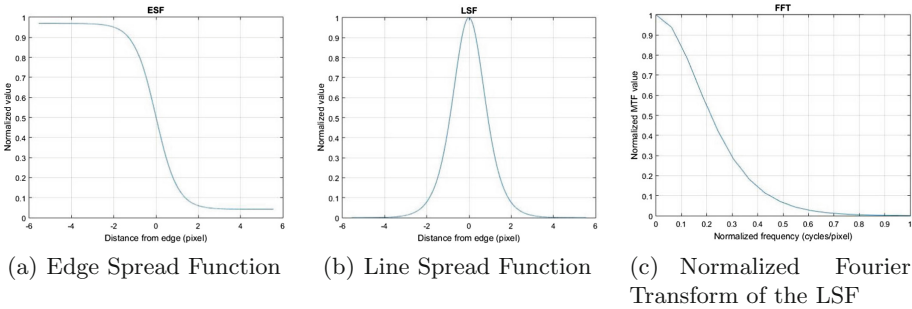 ESF
1
0.9
0.8
0.7
0.6
0.5
0.4
0.3
0.2
0.1
0
Normalized value
-6 -4 -2 0 2 4 6
Distance from edge (pixel)
(a) Edge Spread Function
LSF
1
0.9
0.8
0.7
0.6
0.5
0.4
0.3
0.2
0.1
0
Normalized value
-6 -4 -2 0 2 4 6
Distance from edge (pixel)
(b) Line Spread Function
FFT
1
0.9
0.8
0.7
0.6
0.5
0.4
0.3
0.2
0.1
0
Normalized MTF value
0 0.1 0.2 0.3 0.4 0.5 0.6 0.7 0.8 0.9 1
Normalized frequency (cycles/pixel)
(c) Normalized Fourier
Transform of the LSF